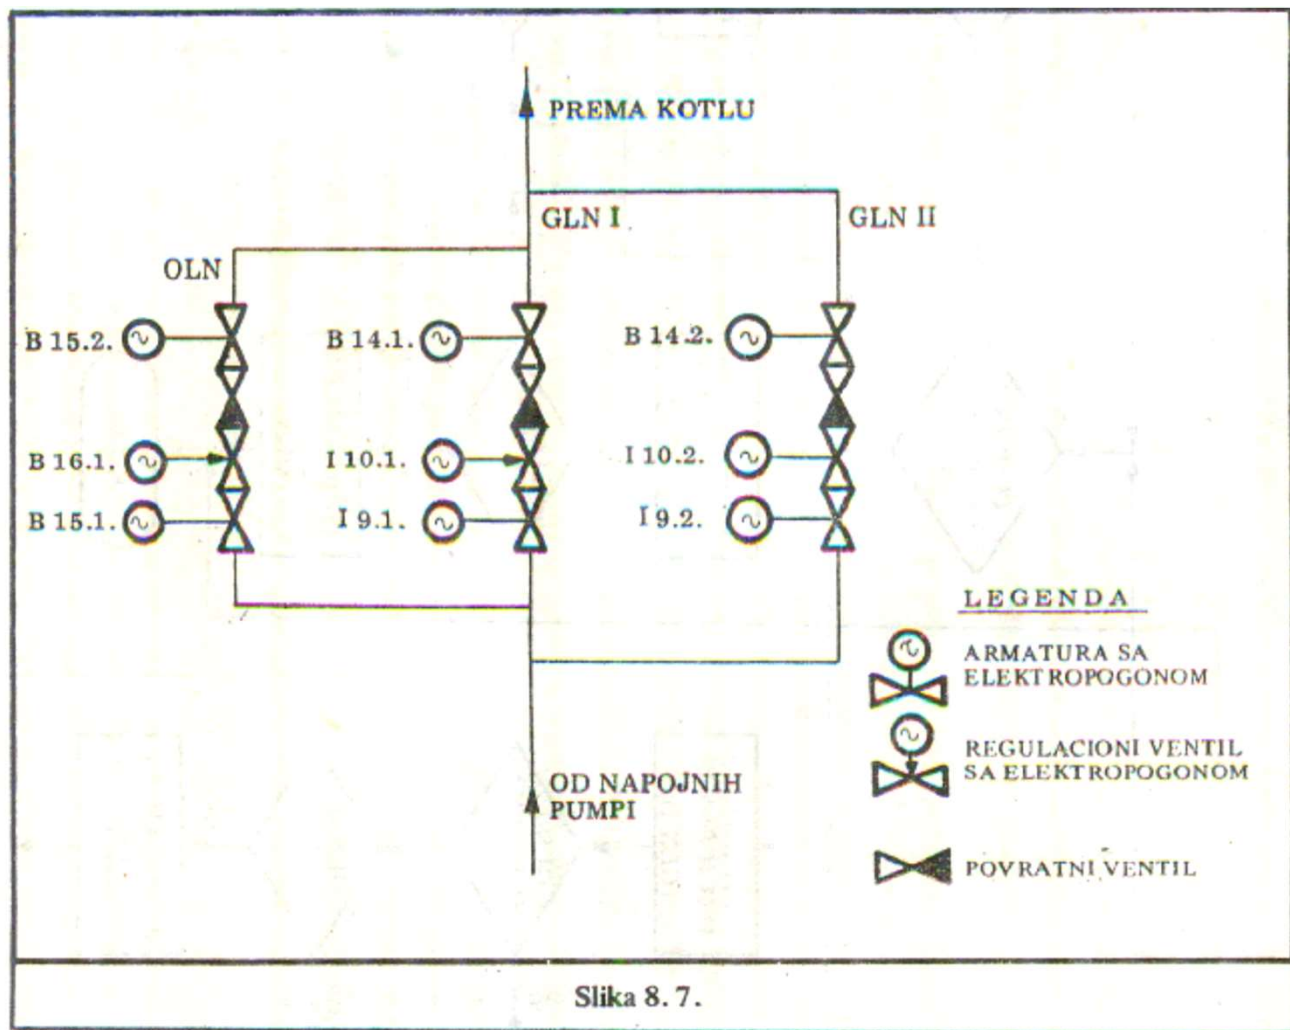 PREMA KOTLU
GLN I
GLN II
OLN
B 15.2.
B 14.1.
B 14.2.
B 16.1.
I 10.1.
I 10.2.
B 15.1.
I 9.1.
I 9.2.
LEGENDA
ARMATURA SA
ELEKTROPOGONOM
REGULACIONI VENTIL
SA ELEKTROPOGONOM
OD NAPOJNIH
PUMPI
POVRATNI VENTIL
Slika 8.7.